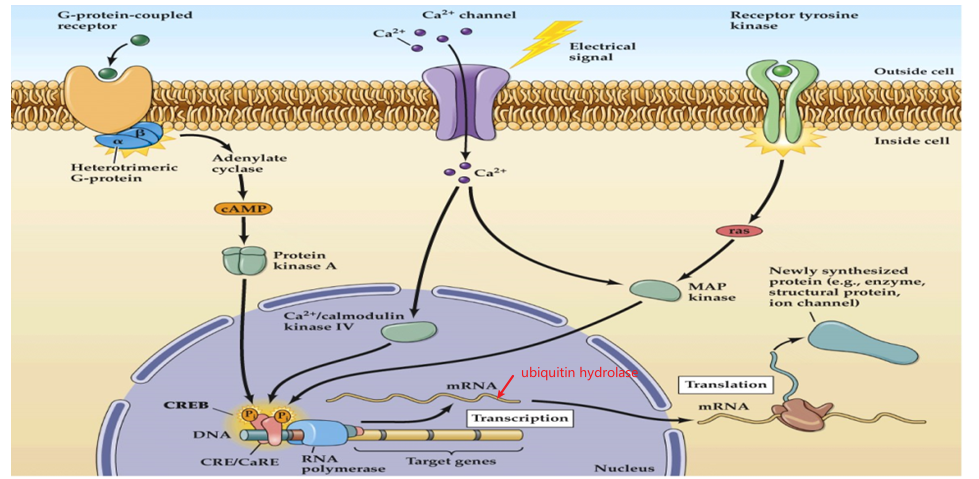 G-protein-coupled
receptor
Ca²⁺ channel
Ca²⁺
Electrical
signal
Receptor tyrosine
kinase
Outside cell
Inside cell
α
β
Heterotrimeric
G-protein
Adenylate
cyclase
cAMP
Protein
kinase A
Ca²⁺
ras
MAP
kinase
Ca²⁺/calmodulin
kinase IV
Newly synthesized
protein (e.g., enzyme,
structural protein,
ion channel)
ubiquitin hydrolase
mRNA
Transcription
Translation
mRNA
CREB
P
P
DNA
CRE/CaRE
RNA
polymerase
Target genes
Nucleus